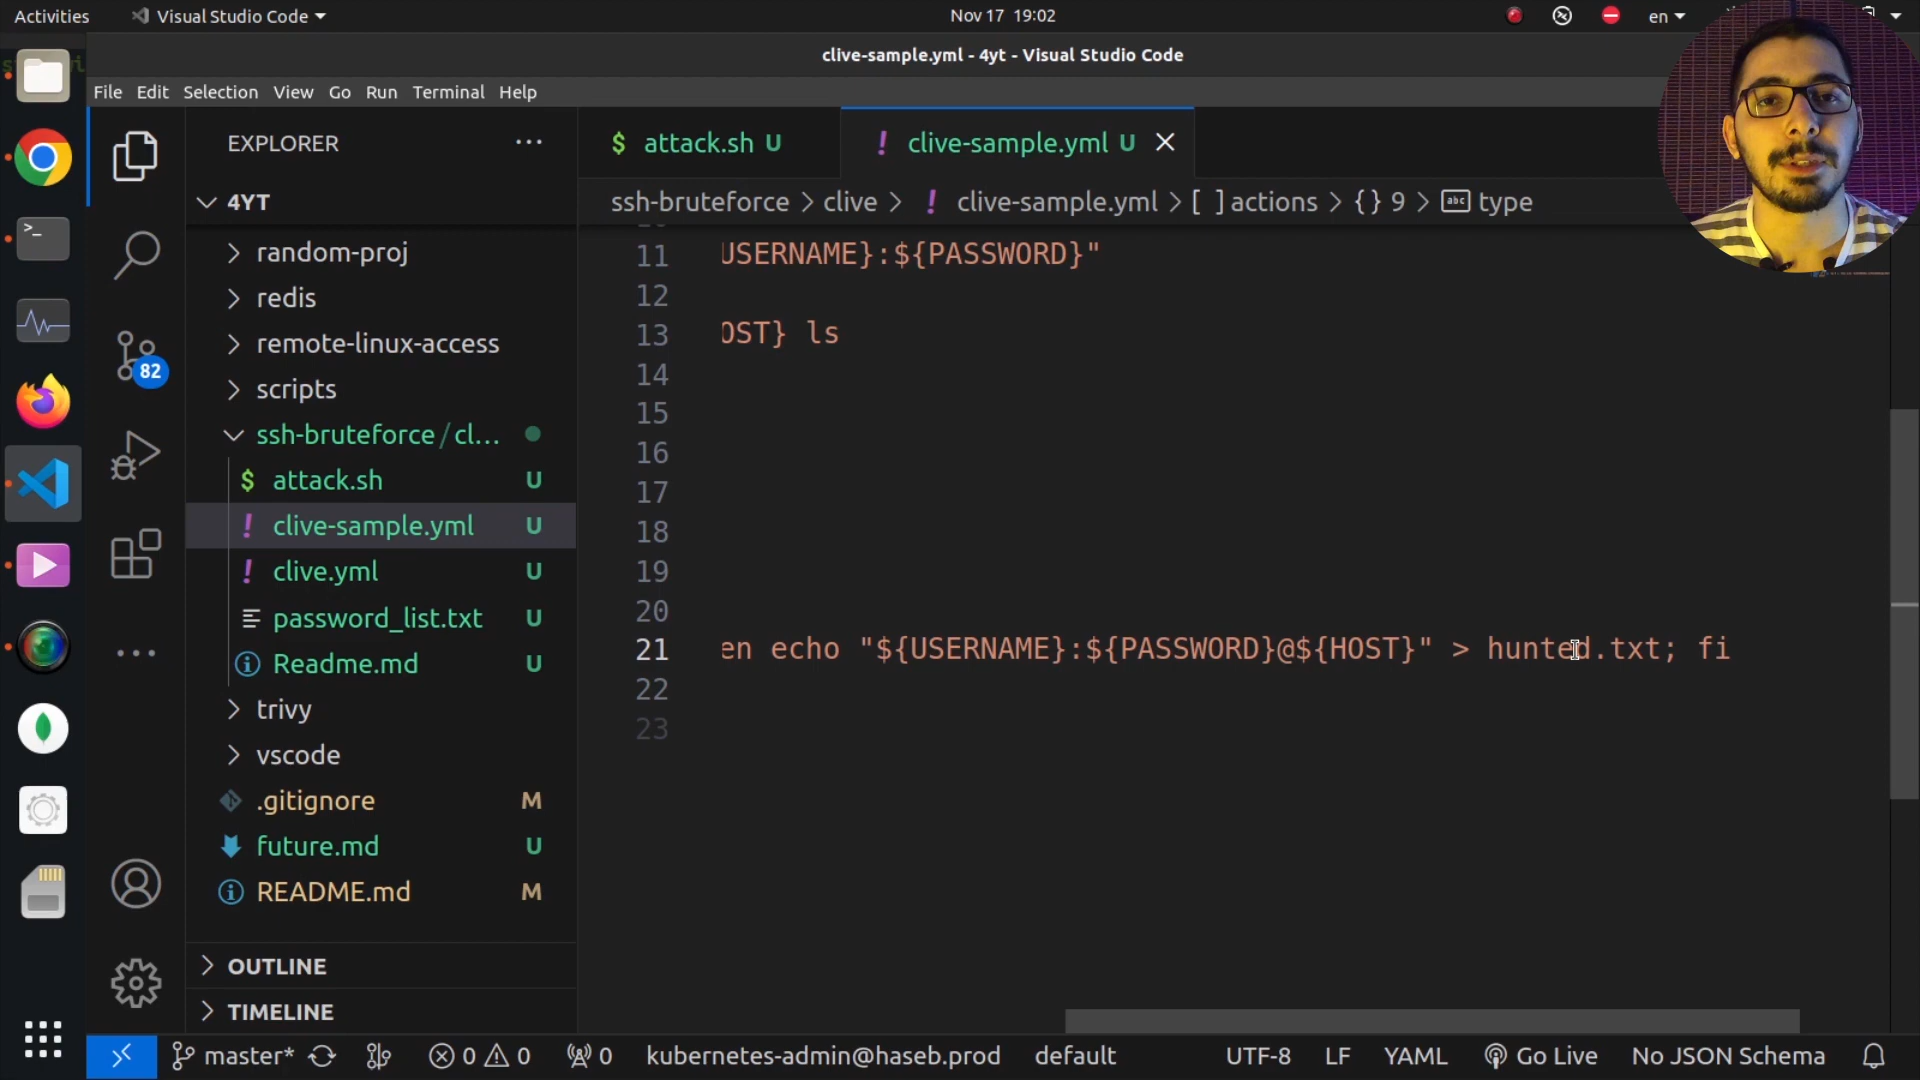 Activities
Visual Studio Code
Nov 17 19:02
en
clive-sample.yml - 4yt - Visual Studio Code
File Edit Selection View Go Run Terminal Help
EXPLORER
4YT
random-proj
redis
remote-linux-access
scripts
ssh-bruteforce/cl...
$ attack.sh U
! clive-sample.yml U
! clive.yml U
password_list.txt U
Readme.md U
trivy
vscode
.gitignore M
future.md U
README.md M
OUTLINE
TIMELINE
82
$ attack.sh U
! clive-sample.yml U
ssh-bruteforce > clive > ! clive-sample.yml > [ ] actions > {} 9 > abc type
11 USERNAME}:${PASSWORD}"
12
13 OST} ls
14
15
16
17
18
19
20
21 en echo "${USERNAME}:${PASSWORD}@${HOST}" > hunted.txt; fi
22
23
master* 0 0 0 kubernetes-admin@haseb.prod default UTF-8 LF YAML Go Live No JSON Schema